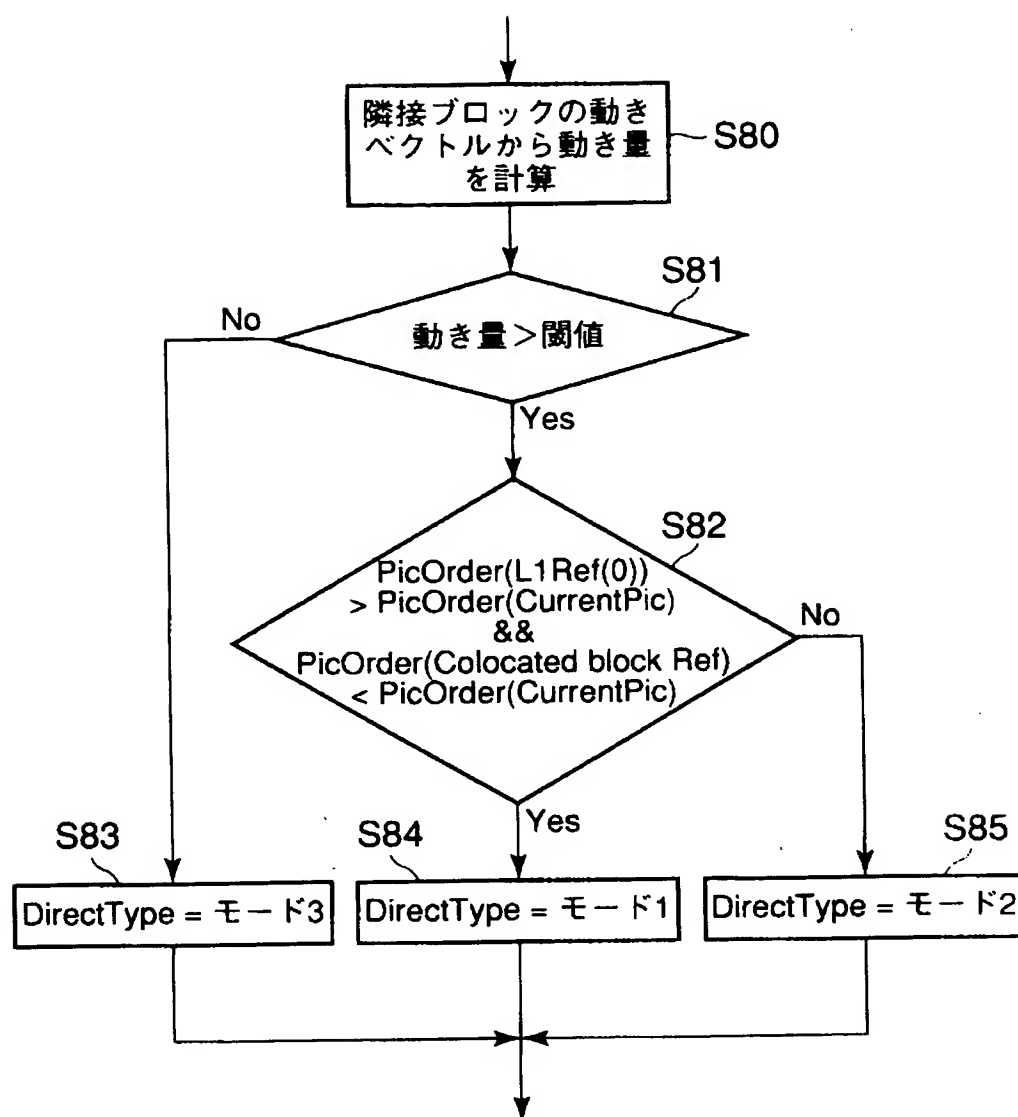 隣接ブロックの動き
ベクトルから動き量
を計算
S80
S81
動き量＞閾値
No
Yes
S82
PicOrder(L1Ref(0))
> PicOrder(CurrentPic)
&&
PicOrder(Colocated block Ref)
< PicOrder(CurrentPic)
No
Yes
S83
DirectType = モード3
S84
DirectType = モード1
S85
DirectType = モード2